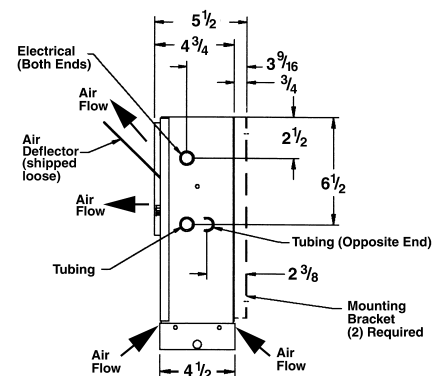 5 1/2
4 3/4
Electrical
(Both Ends)
3 9/16
3/4
Air
Flow
2 1/2
Air
Deflector
(shipped
loose)
6 1/2
Air
Flow
Tubing (Opposite End)
Tubing
2 3/8
Mounting
Bracket
(2) Required
Air
Flow
Air
Flow
4 1/2